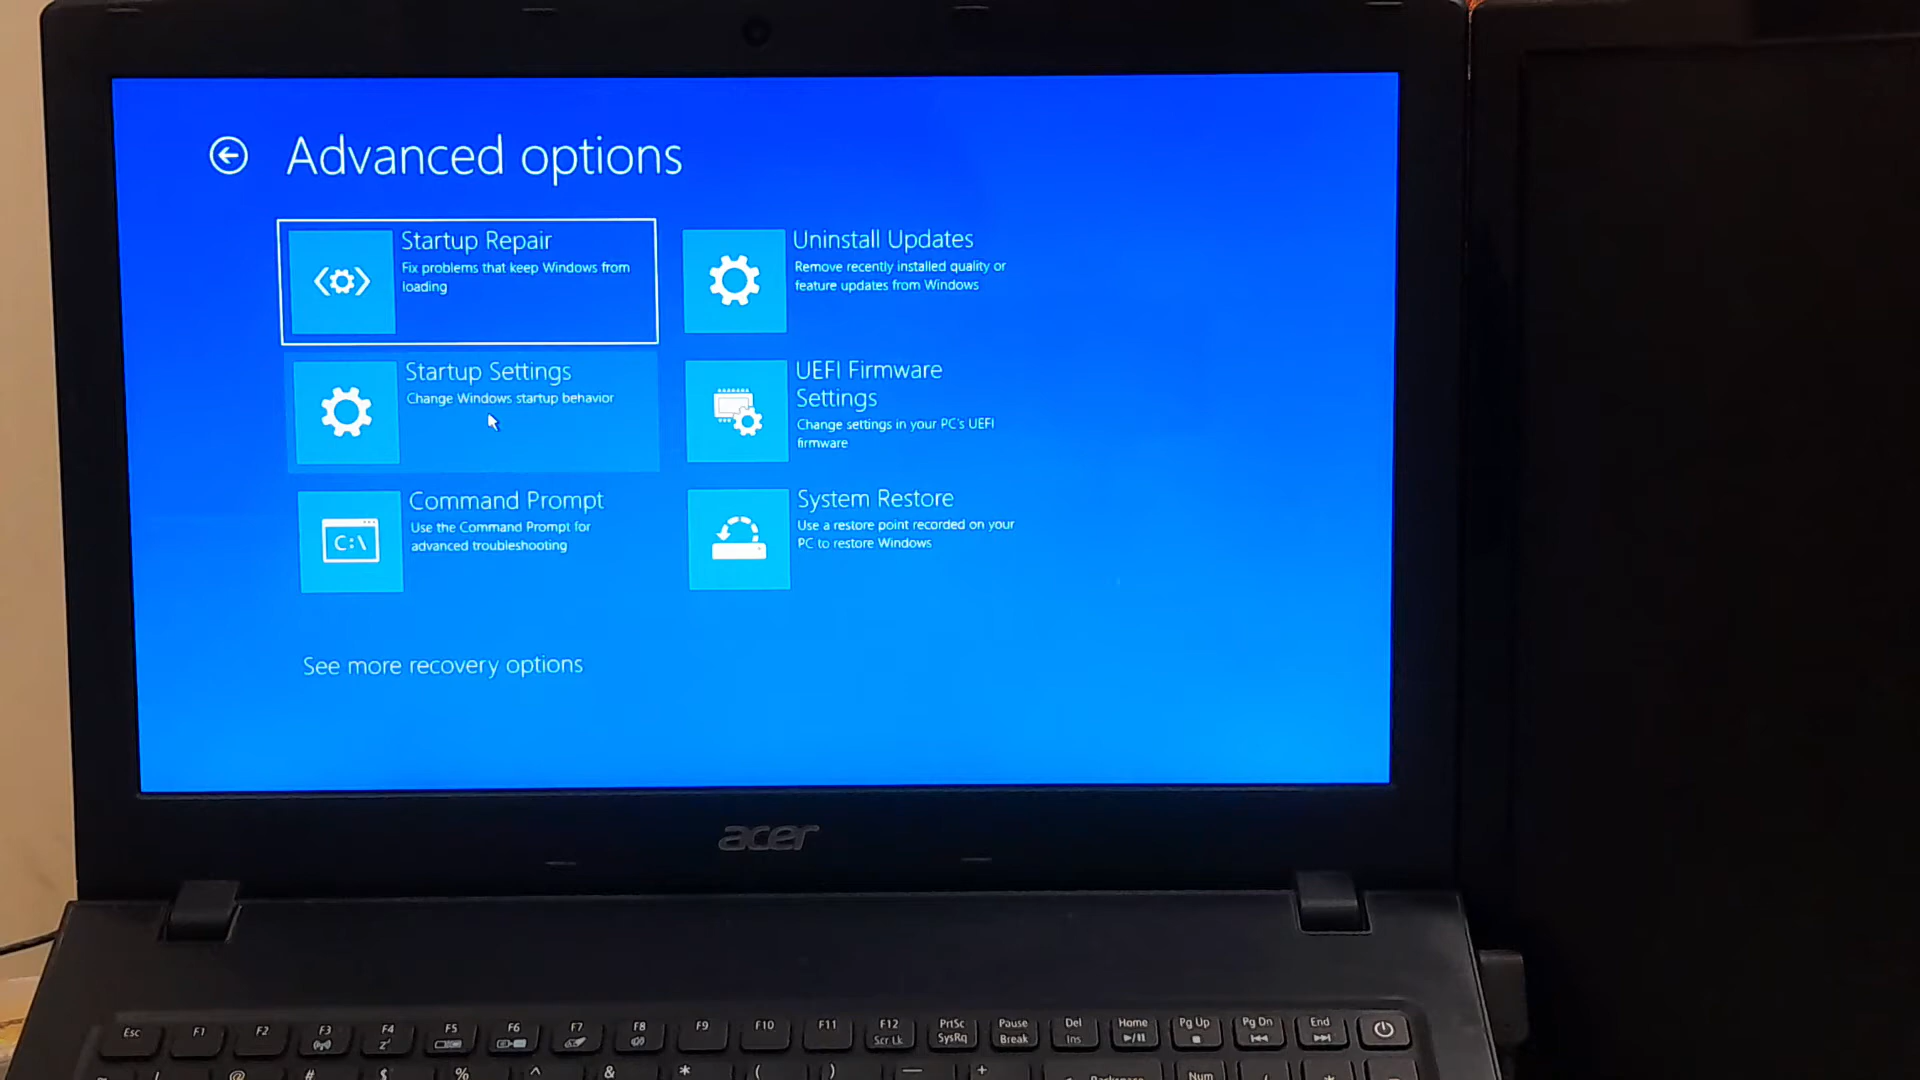 Advanced options
Startup Repair
Fix problems that keep Windows from
loading
Uninstall Updates
Remove recently installed quality or
feature updates from Windows
Startup Settings
Change Windows startup behavior
UEFI Firmware
Settings
Change settings in your PC's UEFI
firmware
C:\
Command Prompt
Use the Command Prompt for
advanced troubleshooting
System Restore
Use a restore point recorded on your
PC to restore Windows
See more recovery options
acer
Esc F1 F2 F3 F4 F5 F6 F7 F8 F9 F10 F11 F12 PrtSc Pause Del Home Pg Up Pg Dn End
Scr Lk SysRq Break Ins
@ # $ % ^ & * ( ) — + Num